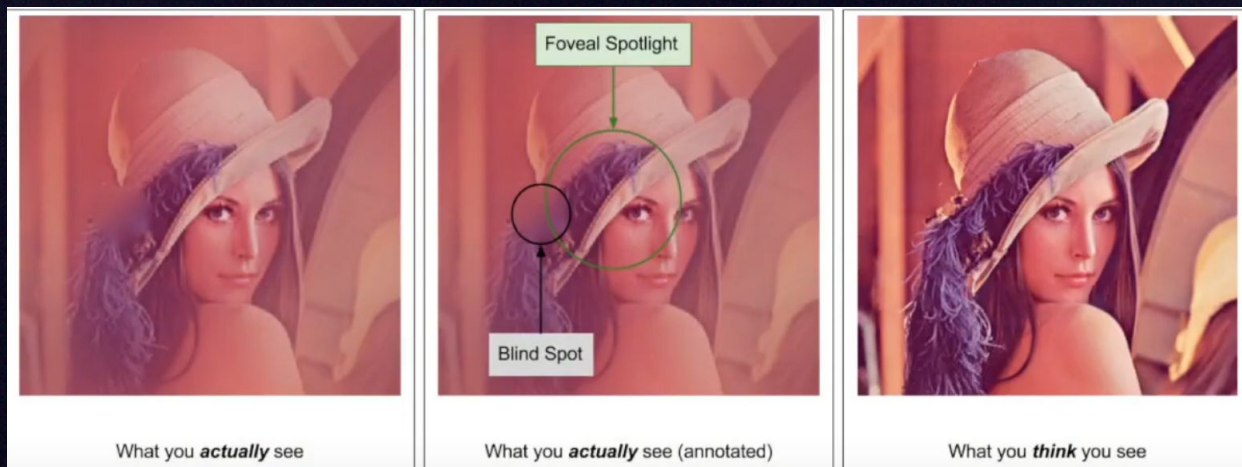 Foveal Spotlight
Blind Spot
What you actually see
What you actually see (annotated)
What you think you see